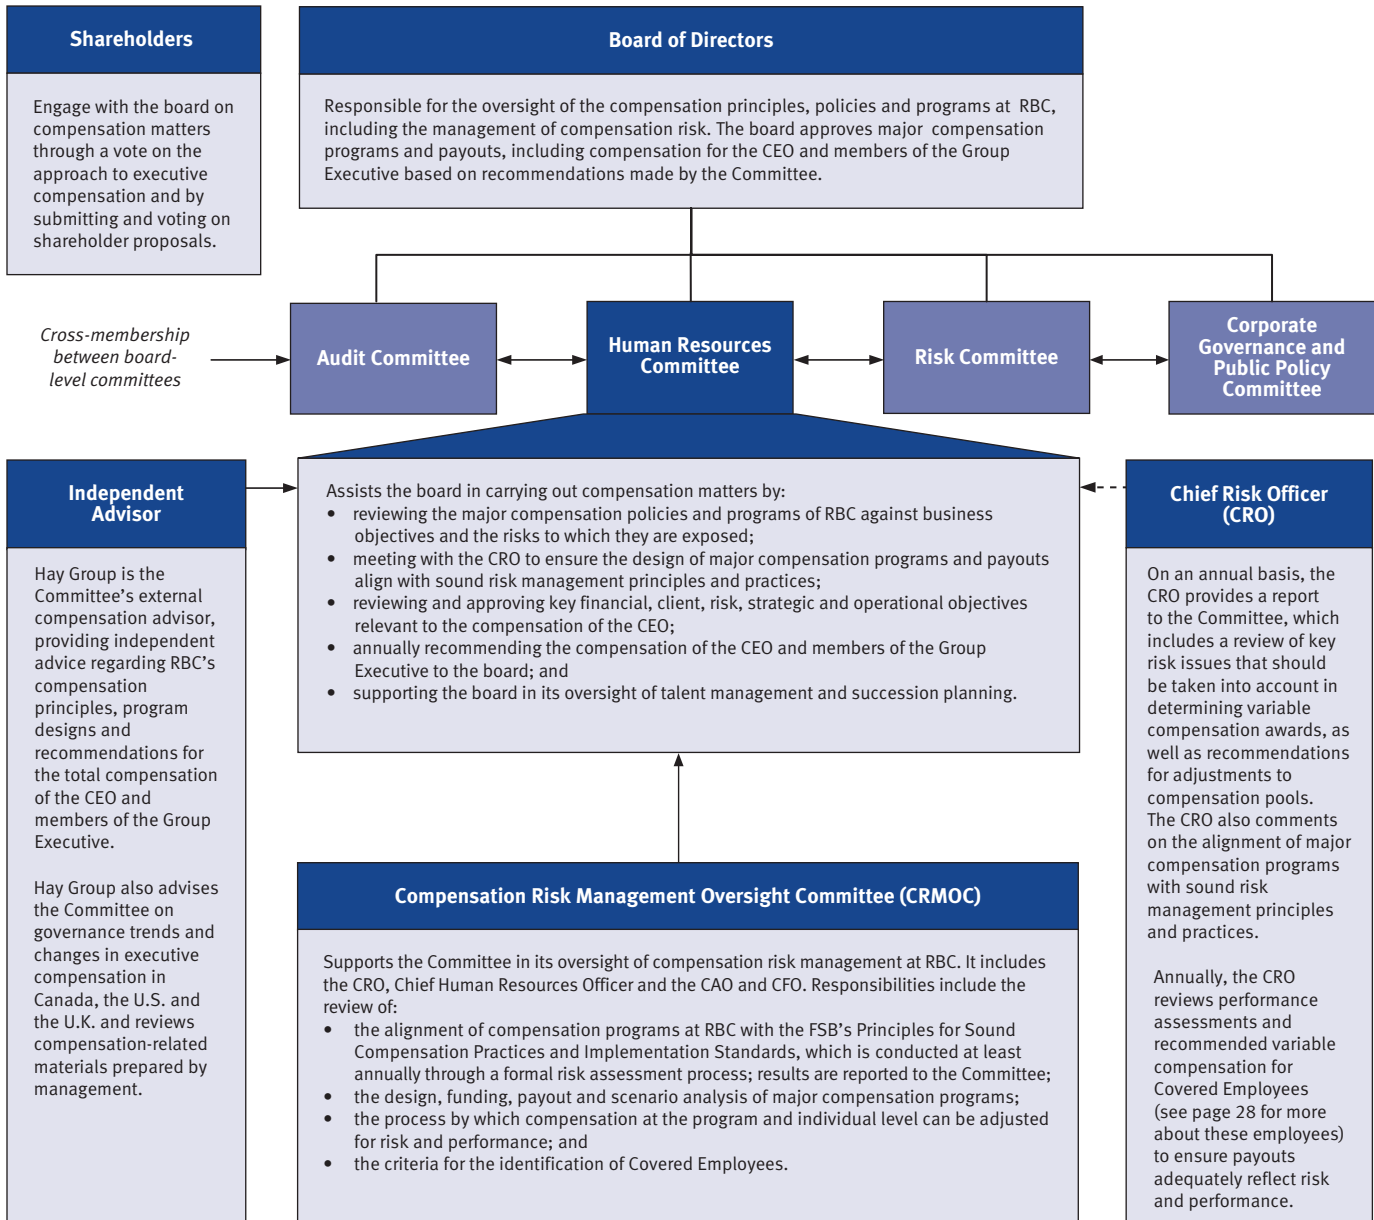 Shareholders
Engage with the board on
compensation matters
through a vote on the
approach to executive
compensation and by
submitting and voting on
shareholder proposals.
Board of Directors
Responsible for the oversight of the compensation principles, policies and programs at RBC,
including the management of compensation risk. The board approves major compensation
programs and payouts, including compensation for the CEO and members of the Group
Executive based on recommendations made by the Committee.
Cross-membership
between board-
level committees
Audit Committee
Human Resources
Committee
Risk Committee
Corporate
Governance and
Public Policy
Committee
Independent
Advisor
Hay Group is the
Committee’s external
compensation advisor,
providing independent
advice regarding RBC’s
compensation
principles, program
designs and
recommendations for
the total compensation
of the CEO and
members of the Group
Executive.
Hay Group also advises
the Committee on
governance trends and
changes in executive
compensation in
Canada, the U.S. and
the U.K. and reviews
compensation-related
materials prepared by
management.
Assists the board in carrying out compensation matters by:
• reviewing the major compensation policies and programs of RBC against business
objectives and the risks to which they are exposed;
• meeting with the CRO to ensure the design of major compensation programs and payouts
align with sound risk management principles and practices;
• reviewing and approving key financial, client, risk, strategic and operational objectives
relevant to the compensation of the CEO;
• annually recommending the compensation of the CEO and members of the Group
Executive to the board; and
• supporting the board in its oversight of talent management and succession planning.
Compensation Risk Management Oversight Committee (CRMOC)
Supports the Committee in its oversight of compensation risk management at RBC. It includes
the CRO, Chief Human Resources Officer and the CAO and CFO. Responsibilities include the
review of:
• the alignment of compensation programs at RBC with the FSB’s Principles for Sound
Compensation Practices and Implementation Standards, which is conducted at least
annually through a formal risk assessment process; results are reported to the Committee;
• the design, funding, payout and scenario analysis of major compensation programs;
• the process by which compensation at the program and individual level can be adjusted
for risk and performance; and
• the criteria for the identification of Covered Employees.
Chief Risk Officer
(CRO)
On an annual basis, the
CRO provides a report
to the Committee, which
includes a review of key
risk issues that should
be taken into account in
determining variable
compensation awards, as
well as recommendations
for adjustments to
compensation pools.
The CRO also comments
on the alignment of major
compensation programs
with sound risk
management principles
and practices.
Annually, the CRO
reviews performance
assessments and
recommended variable
compensation for
Covered Employees
(see page 28 for more
about these employees)
to ensure payouts
adequately reflect risk
and performance.